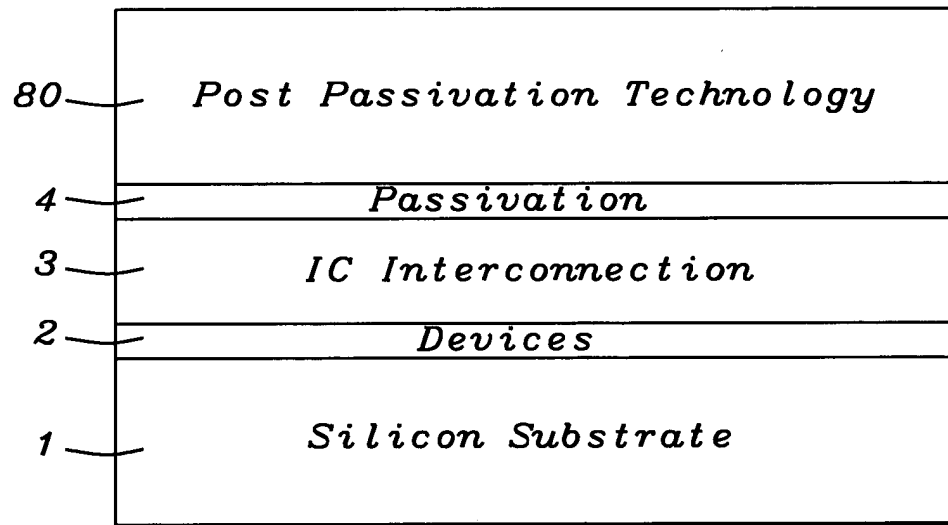 80 Post Passivation Technology
4 Passivation
3 IC Interconnection
2 Devices
1 Silicon Substrate